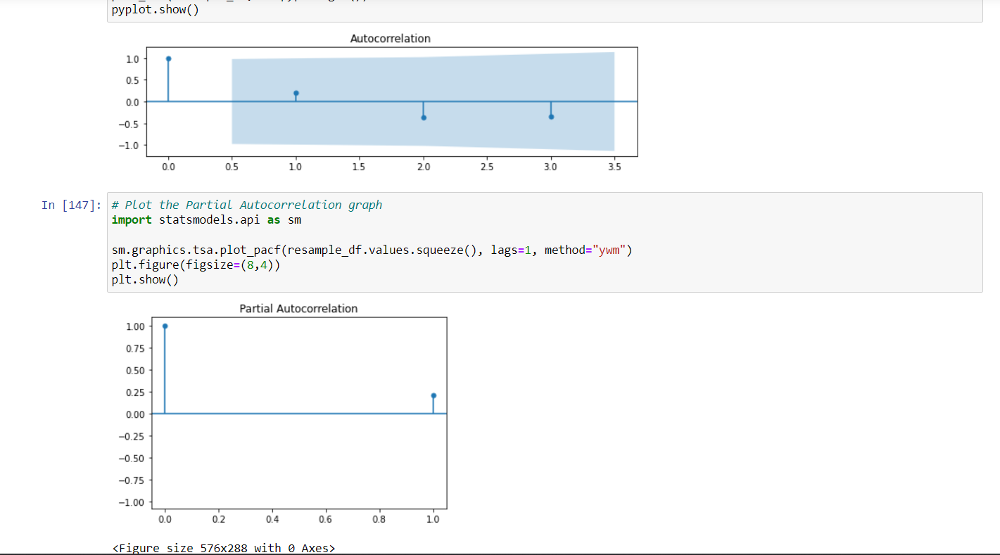 pyplot.show()
Autocorrelation
1.0
0.5
0.0
−0.5
−1.0
0.0 0.5 1.0 1.5 2.0 2.5 3.0 3.5
In [147]: # Plot the Partial Autocorrelation graph
import statsmodels.api as sm
sm.graphics.tsa.plot_pacf(resample_df.values.squeeze(), lags=1, method="ywm")
plt.figure(figsize=(8,4))
plt.show()
Partial Autocorrelation
1.00
0.75
0.50
0.25
0.00
−0.25
−0.50
−0.75
−1.00
0.0 0.2 0.4 0.6 0.8 1.0
<Figure size 576x288 with 0 Axes>